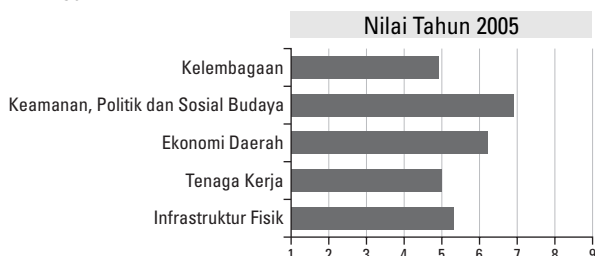 Nilai Tahun 2005
Kelembagaan
Keamanan, Politik dan Sosial Budaya
Ekonomi Daerah
Tenaga Kerja
Infrastruktur Fisik
1 2 3 4 5 6 7 8 9